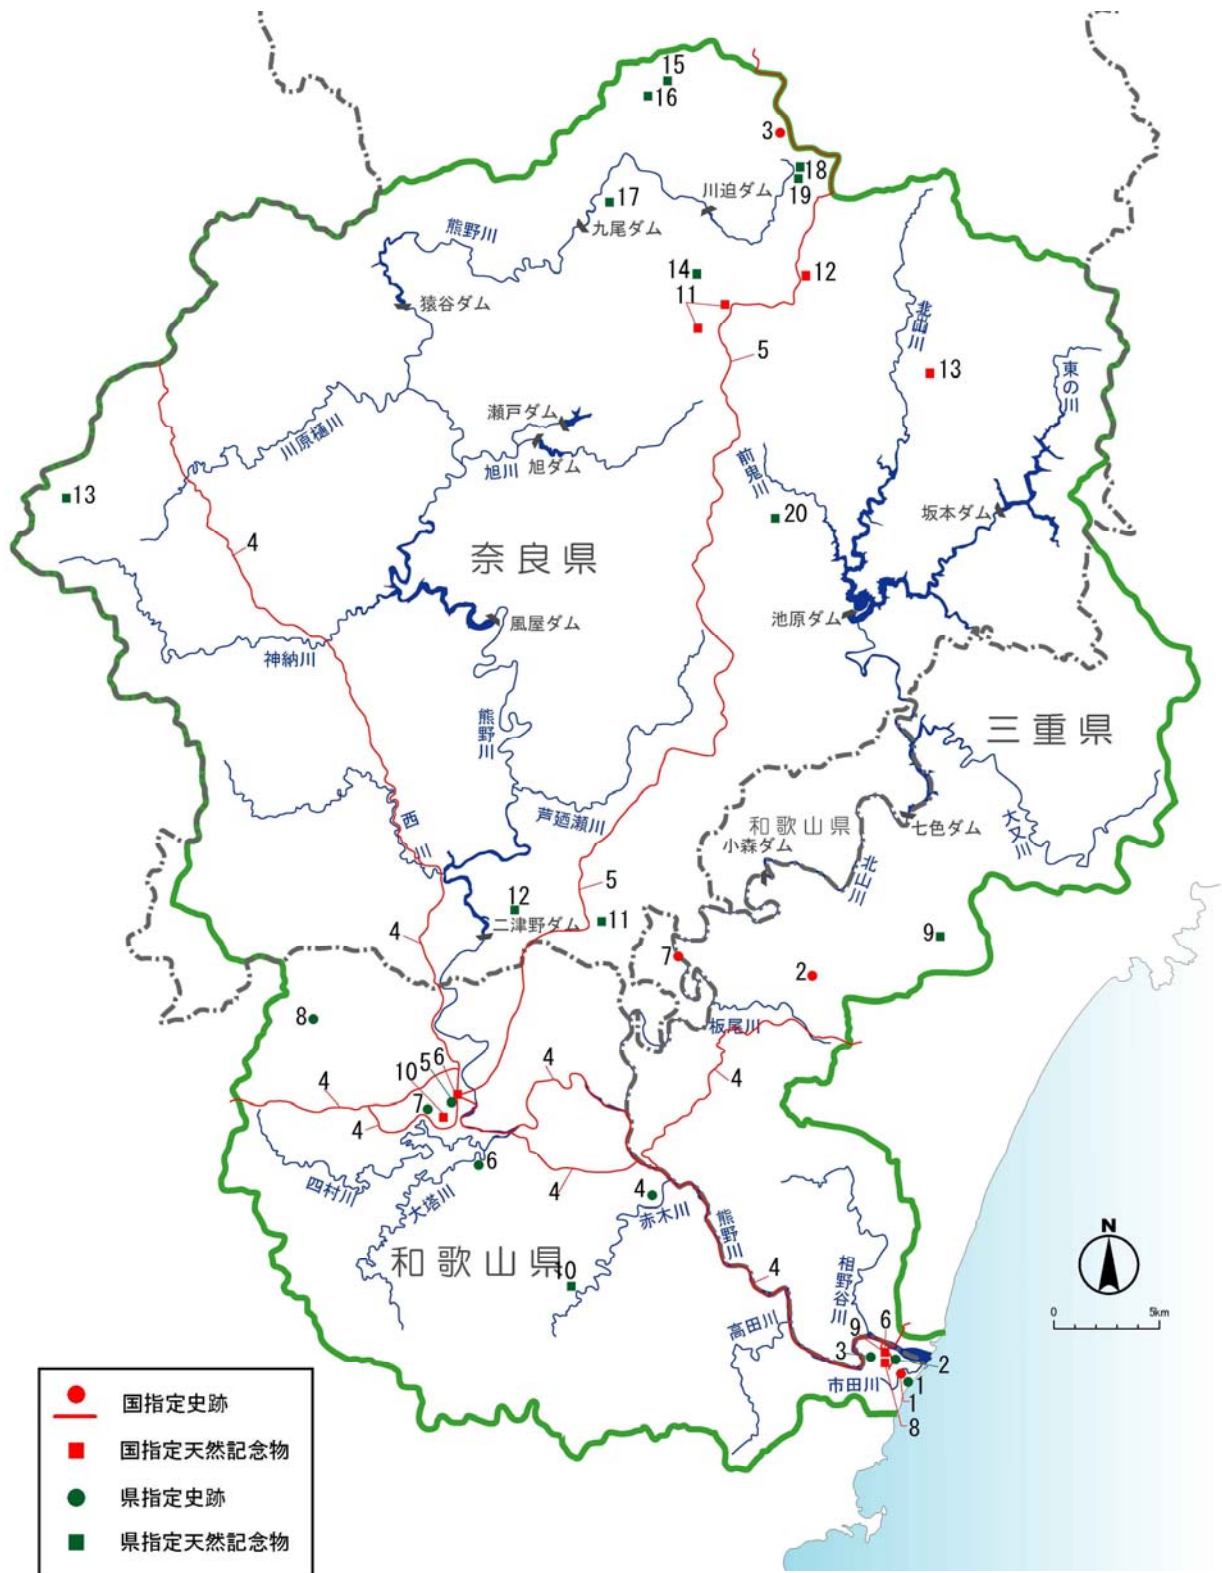 15
16
3
18
19
川迫ダム
17
九尾ダム
熊野川
14
12
11
猿谷ダム
北山川
5
13
東の川
瀬戸ダム
川原樋川
旭ダム
旭川
前鬼川
13
20
坂本ダム
4
奈良県
池原ダム
風屋ダム
神納川
熊野川
三重県
芦廼瀬川
西川
和歌山県
七色ダム
大又川
小森ダム
北山川
5
12
11
二津野ダム
9
4
7
2
8
板尾川
6
5
10
4
4
4
7
4
6
4
4
四村川
大塔川
赤木川
熊野川
和歌山県
10
4
相野谷川
N
0
5km
高田川
9
6
3
2
市田川
1
1
8
国指定史跡
国指定天然記念物
県指定史跡
県指定天然記念物